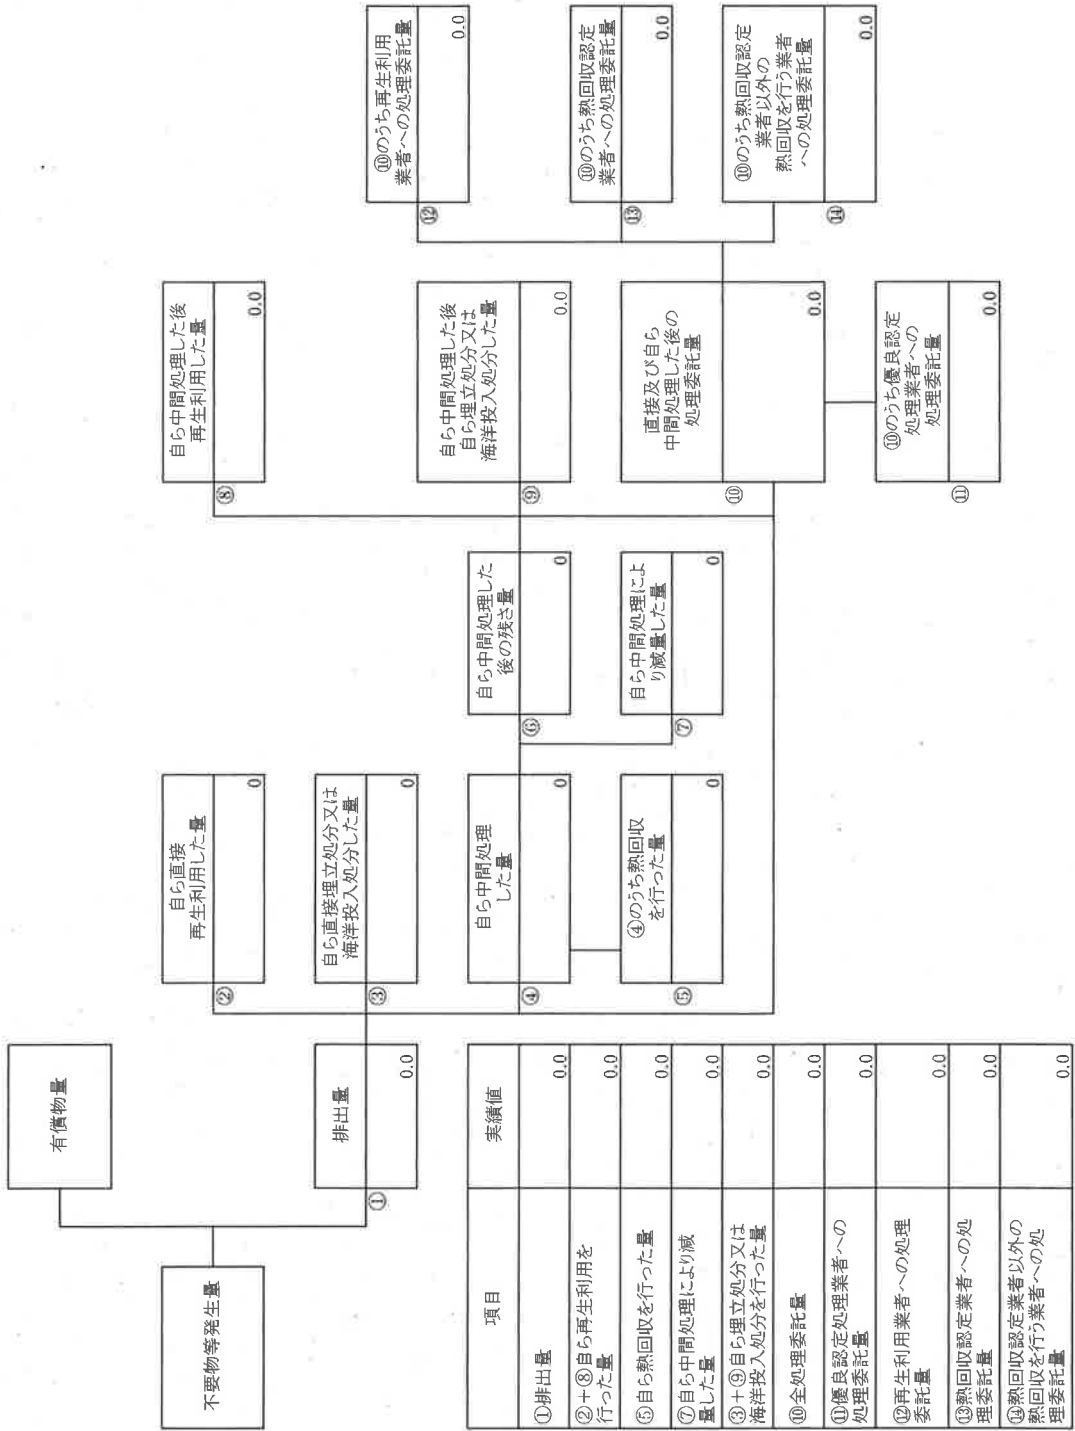 不要物等発生量
有償物量
排出量
①
0.0
自ら直接
再生利用した量
②
0
自ら直接埋立処分又は
海洋投入処分した量
③
0
自ら中間処理
した量
④
0
④のうち熱回収
を行った量
⑤
0
自ら中間処理した
後の残さ量
⑥
0
自ら中間処理によ
り減量した量
⑦
0
自ら中間処理した後
再生利用した量
⑧
0.0
自ら中間処理した後
自ら埋立処分又は
海洋投入処分した量
⑨
0.0
直接及び自ら
中間処理した後の
処理委託量
⑩
0.0
⑩のうち優良認定
処理業者への
処理委託量
⑪
0.0
⑩のうち再生利用
業者への処理委託量
⑫
0.0
⑩のうち熱回収認定
業者への処理委託量
⑬
0.0
⑩のうち熱回収認定
業者以外の
熱回収を行う業者
への処理委託量
⑭
0.0
項目
実績値
①排出量
0.0
②+⑧自ら再生利用を
行った量
0.0
⑤自ら熱回収を行った量
0.0
⑦自ら中間処理により減
量した量
0.0
③+⑨自ら埋立処分又は
海洋投入処分を行った量
0.0
⑩全処理委託量
0.0
⑪優良認定処理業者への
処理委託量
0.0
⑫再生利用業者への処理
委託量
0.0
⑬熱回収認定業者への処
理委託量
0.0
⑭熱回収認定業者以外の
熱回収を行う業者への処
理委託量
0.0